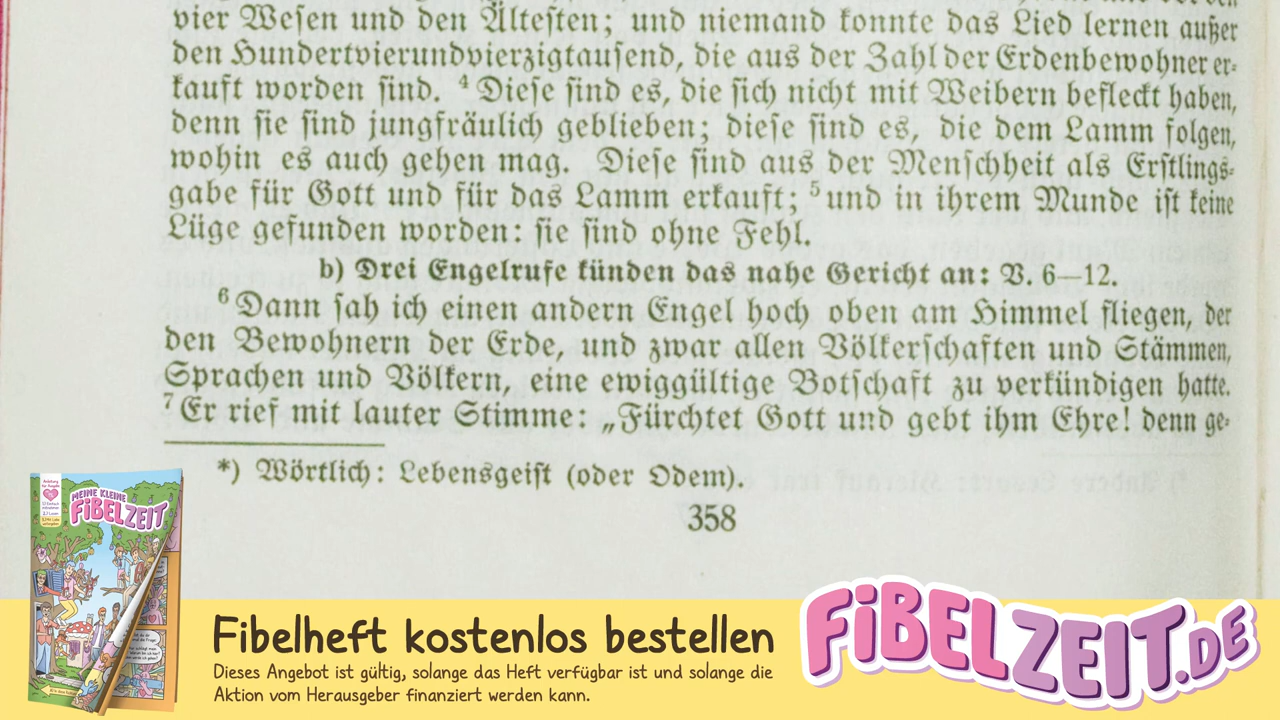 vier Wesen und den Ältesten; und niemand konnte das Lied lernen außer
den Hundertvierundvierzigtausend, die aus der Zahl der Erdenbewohner er-
kauft worden sind. ⁴ Diese sind es, die sich nicht mit Weibern befleckt haben,
denn sie sind jungfräulich geblieben; diese sind es, die dem Lamm folgen,
wohin es auch gehen mag. Diese sind aus der Menschheit als Erstlings-
gabe für Gott und für das Lamm erkauft; ⁵ und in ihrem Munde ist keine
Lüge gefunden worden: sie sind ohne Fehl.
b) Drei Engelrufe künden das nahe Gericht an: V. 6—12.
⁶ Dann sah ich einen andern Engel hoch oben am Himmel fliegen, der
den Bewohnern der Erde, und zwar allen Völkerschaften und Stämmen,
Sprachen und Völkern, eine ewiggültige Botschaft zu verkündigen hatte.
⁷ Er rief mit lauter Stimme: „Fürchtet Gott und gebt ihm Ehre! denn ge-
*) Wörtlich: Lebensgeist (oder Odem).
358
MEINE KLEINE
FIBELZEIT
Fibelheft kostenlos bestellen
Dieses Angebot ist gültig, solange das Heft verfügbar ist und solange die
Aktion vom Herausgeber finanziert werden kann.
FIBELZEIT.DE